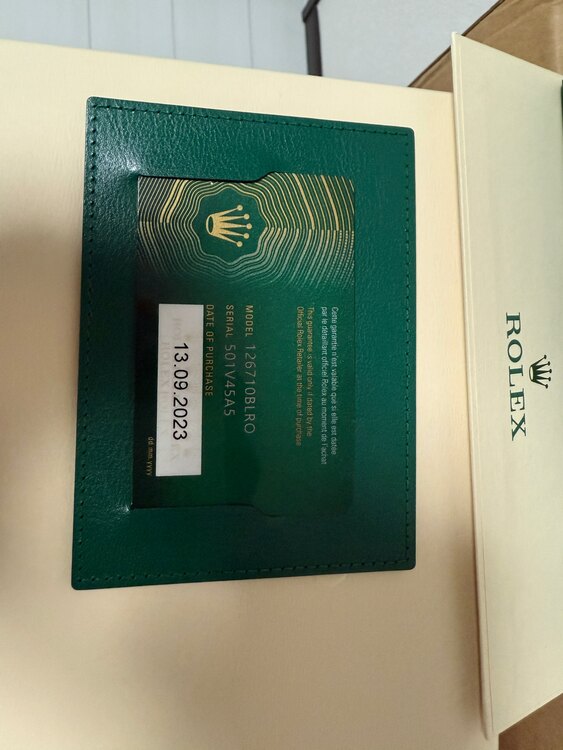 Cette garantie n'est valable que si elle est datée
par le détaillant officiel Rolex au moment de l'achat
This guarantee is valid only if dated by the
Official Rolex Retailer at the time of purchase
MODEL 126710BLRO
SERIAL 501V45A5
DATE OF PURCHASE
13.09.2023
dd.mm.yyyy
ROLEX